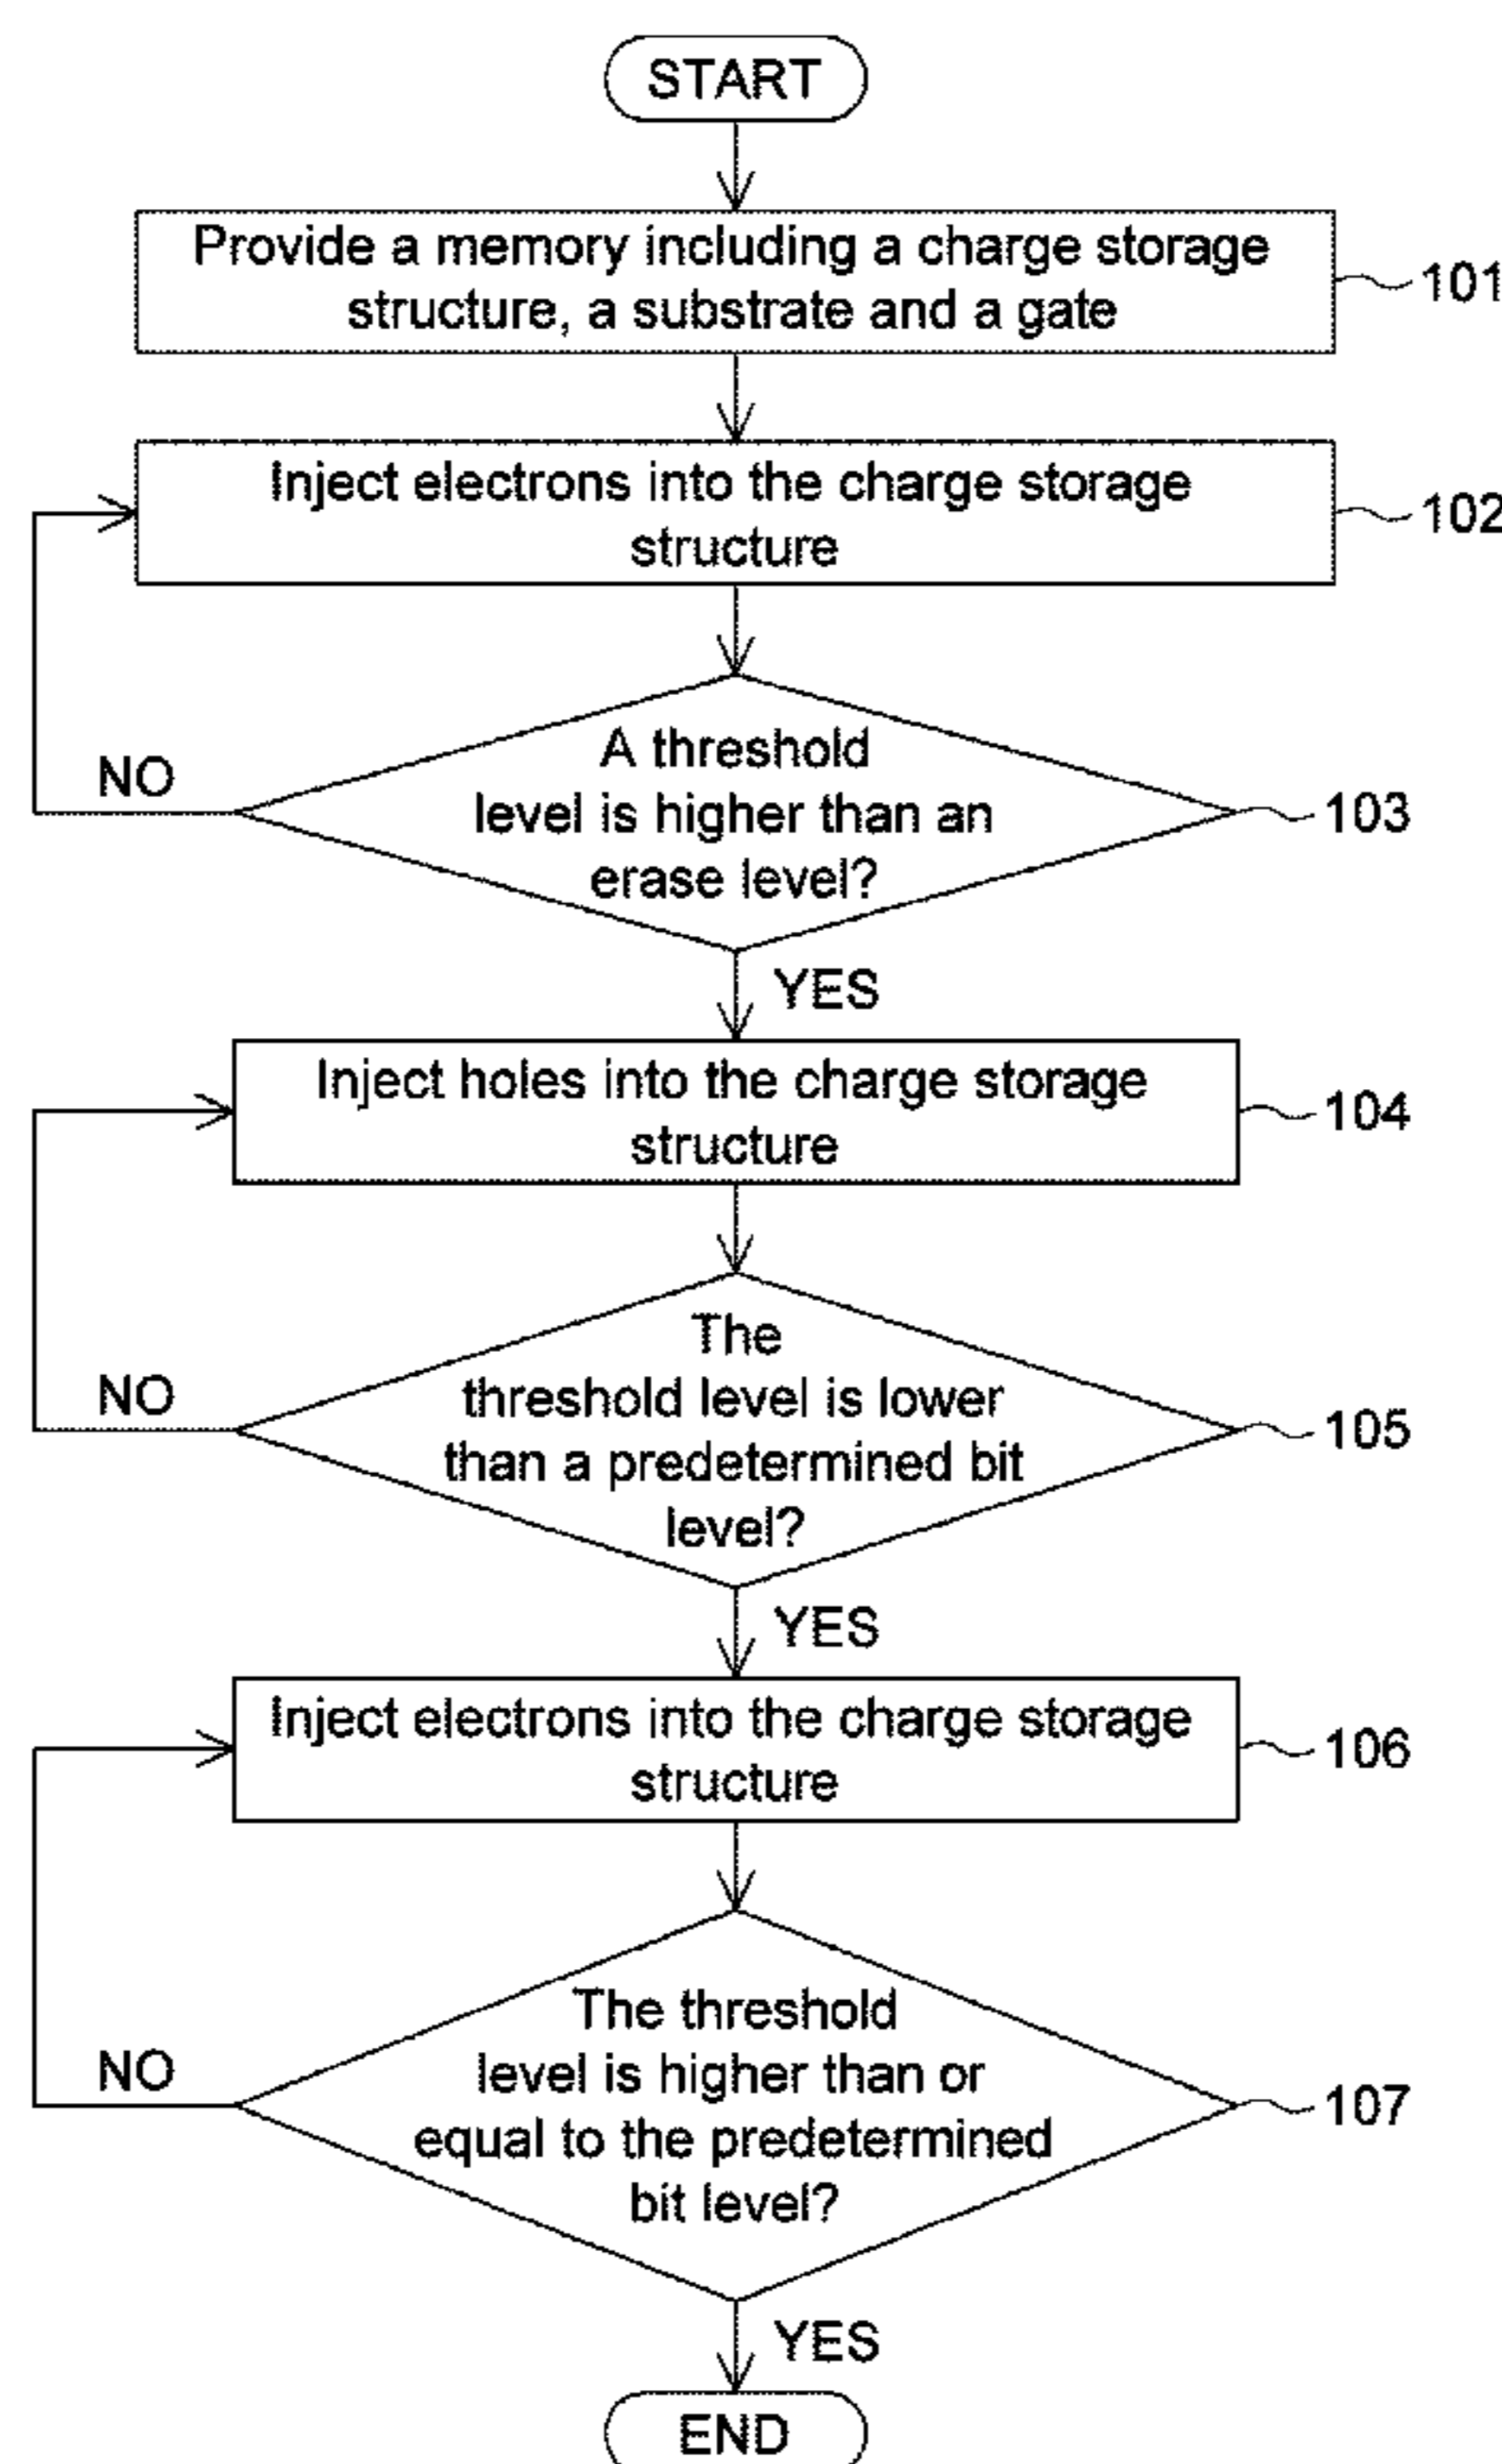 START
Provide a memory including a charge storage
structure, a substrate and a gate
101
Inject electrons into the charge storage
structure
102
A threshold
level is higher than an
erase level?
103
NO
YES
Inject holes into the charge storage
structure
104
The
threshold level is lower
than a predetermined bit
level?
105
NO
YES
Inject electrons into the charge storage
structure
106
The threshold
level is higher than or
equal to the predetermined
bit level?
107
NO
YES
END